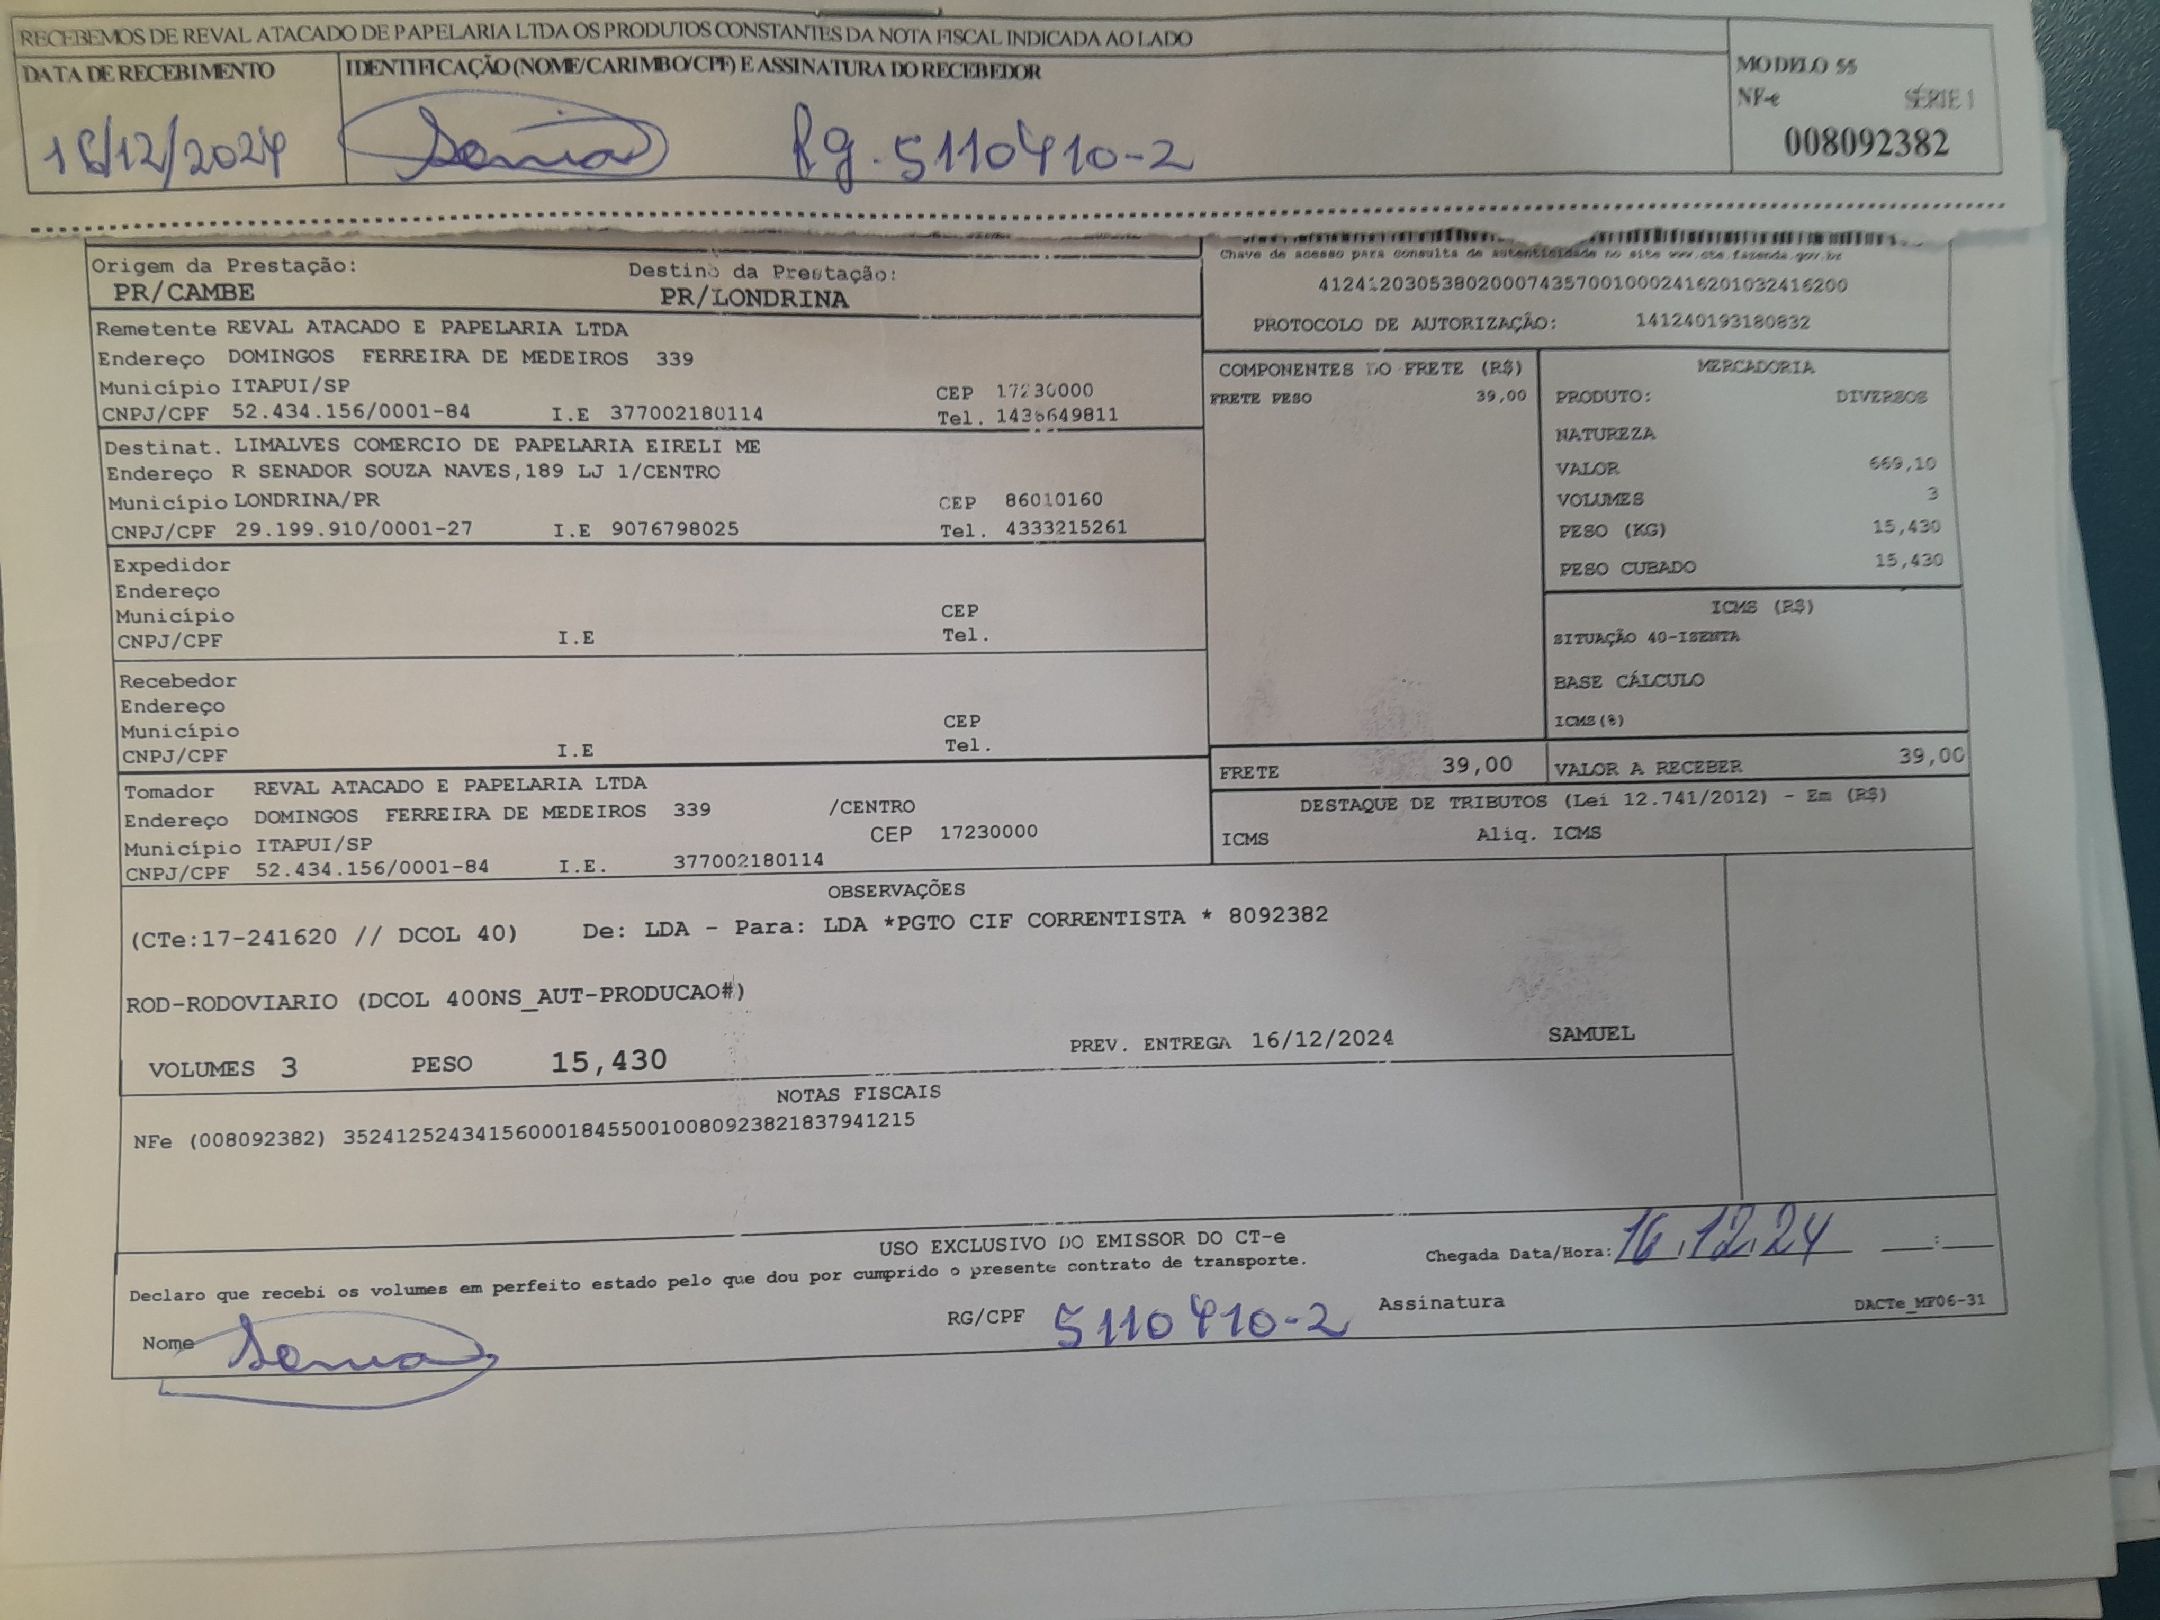 RECEBEMOS DE REVAL ATACADO DE PAPELARIA LTDA OS PRODUTOS CONSTANTES DA NOTA FISCAL INDICADA AO LADO
DATA DE RECEBIMENTO
16/12/2024
IDENTIFICAÇÃO (NOME/CARIMBO/CPF) E ASSINATURA DO RECEBEDOR
Sonia Rg. 5110410-2
MODELO 55
NF-e SÉRIE 1
008092382
Origem da Prestação: Destino da Prestação:
PR/CAMBE PR/LONDRINA
Chave de acesso para consulta de autenticidade no site www.cte.fazenda.gov.br
41241203053802000743570010002416201032416200
PROTOCOLO DE AUTORIZAÇÃO: 141240193180832
Remetente REVAL ATACADO E PAPELARIA LTDA
Endereço DOMINGOS FERREIRA DE MEDEIROS 339
Município ITAPUI/SP CEP 17230000
CNPJ/CPF 52.434.156/0001-84 I.E 377002180114 Tel. 1436649811
Destinat. LIMALVES COMERCIO DE PAPELARIA EIRELI ME
Endereço R SENADOR SOUZA NAVES,189 LJ 1/CENTRO
Município LONDRINA/PR CEP 86010160
CNPJ/CPF 29.199.910/0001-27 I.E 9076798025 Tel. 4333215261
Expedidor
Endereço
Município CEP
CNPJ/CPF I.E Tel.
Recebedor
Endereço
Município CEP
CNPJ/CPF I.E Tel.
Tomador REVAL ATACADO E PAPELARIA LTDA
Endereço DOMINGOS FERREIRA DE MEDEIROS 339 /CENTRO
Município ITAPUI/SP CEP 17230000
CNPJ/CPF 52.434.156/0001-84 I.E. 377002180114
COMPONENTES DO FRETE (R$)
FRETE PESO 39,00
MERCADORIA
PRODUTO: DIVERSOS
NATUREZA
VALOR 669,10
VOLUMES 3
PESO (KG) 15,430
PESO CUBADO 15,430
ICMS (R$)
SITUAÇÃO 40-ISENTA
BASE CÁLCULO
ICMS(%)
FRETE 39,00 VALOR A RECEBER 39,00
DESTAQUE DE TRIBUTOS (Lei 12.741/2012) - Em (R$)
ICMS Aliq. ICMS
OBSERVAÇÕES
(CTe:17-241620 // DCOL 40) De: LDA - Para: LDA *PGTO CIF CORRENTISTA * 8092382
ROD-RODOVIARIO (DCOL 400NS_AUT-PRODUCAO#)
VOLUMES 3 PESO 15,430 PREV. ENTREGA 16/12/2024 SAMUEL
NOTAS FISCAIS
NFe (008092382) 35241252434156000184550010080923821837941215
USO EXCLUSIVO DO EMISSOR DO CT-e
Declaro que recebi os volumes em perfeito estado pelo que dou por cumprido o presente contrato de transporte.
Chegada Data/Hora: 16.12.24 __:__
Nome Sonia RG/CPF 5110410-2 Assinatura DACTe_MF06-31